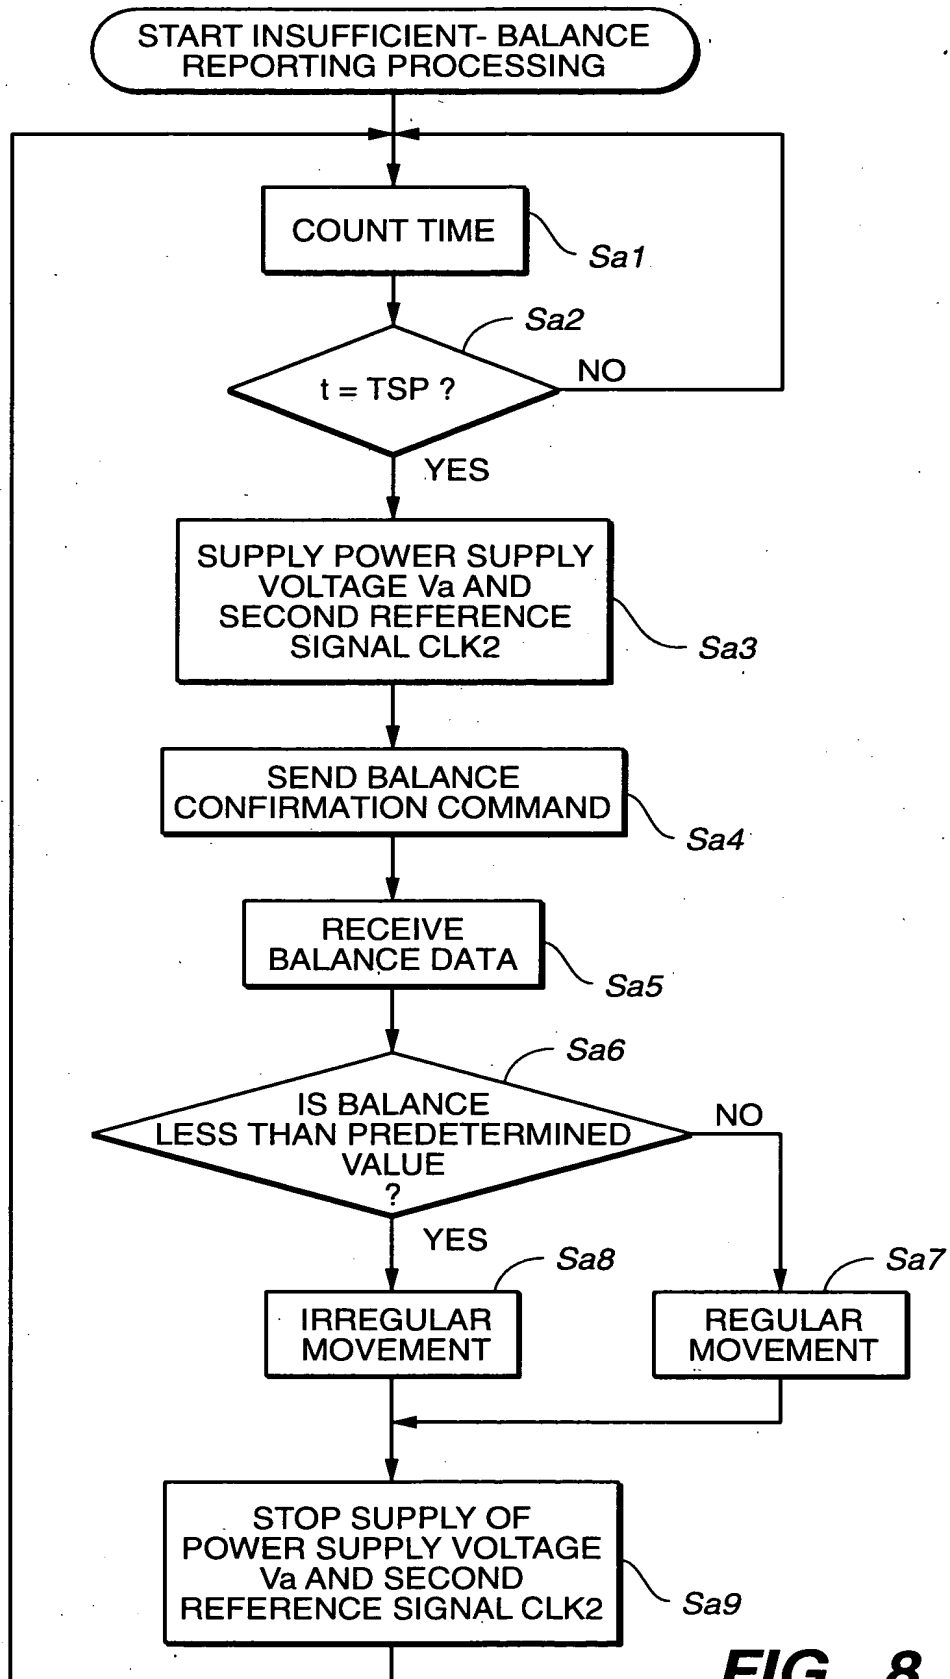 START INSUFFICIENT- BALANCE
REPORTING PROCESSING
COUNT TIME
Sa1
Sa2
t = TSP ?
NO
YES
SUPPLY POWER SUPPLY
VOLTAGE Va AND
SECOND REFERENCE
SIGNAL CLK2
Sa3
SEND BALANCE
CONFIRMATION COMMAND
Sa4
RECEIVE
BALANCE DATA
Sa5
Sa6
IS BALANCE
LESS THAN PREDETERMINED
VALUE
?
NO
YES
Sa8
Sa7
IRREGULAR
MOVEMENT
REGULAR
MOVEMENT
STOP SUPPLY OF
POWER SUPPLY VOLTAGE
Va AND SECOND
REFERENCE SIGNAL CLK2
Sa9
FIG. 8